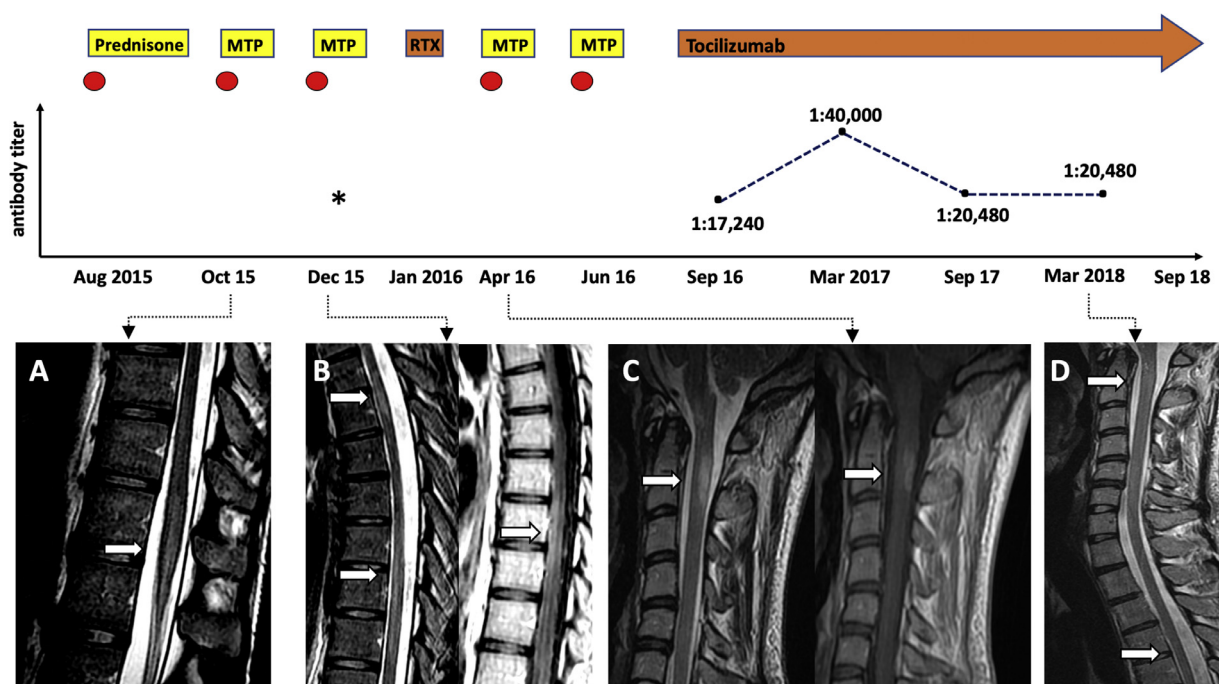 Prednisone MTP MTP RTX MTP MTP Tocilizumab
antibody titer
1:40,000
1:20,480
*
1:17,240
1:20,480
Aug 2015 Oct 15 Dec 15 Jan 2016 Apr 16 Jun 16 Sep 16 Mar 2017 Sep 17 Mar 2018 Sep 18
A B C D